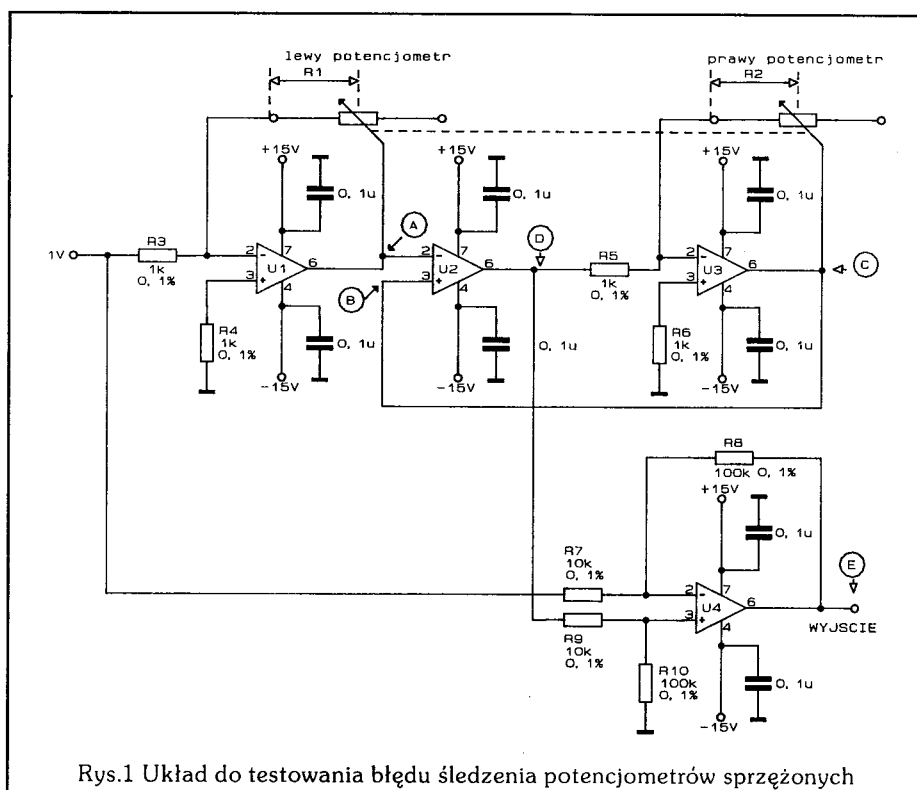 lewy potencjometr
R1
prawy potencjometr
R2
+15V
0, 1u
+15V
0, 1u
+15V
0, 1u
A
D
1V
R3
1k
0, 1%
2
7
-
U1
6
3
+
4
2
7
-
U2
6
3
+
4
R5
1k
0, 1%
2
7
-
U3
6
3
+
4
C
B
R4
1k
0, 1%
0, 1u
-15V
0, 1u
-15V
R6
1k
0, 1%
0, 1u
-15V
R8
100k 0, 1%
+15V
0, 1u
R7
10k
0, 1%
E
2
7
-
U4
6
3
+
4
WYJSCIE
R9
10k
0, 1%
R10
100k
0, 1%
0, 1u
-15V
Rys.1 Układ do testowania błędu śledzenia potencjometrów sprzężonych